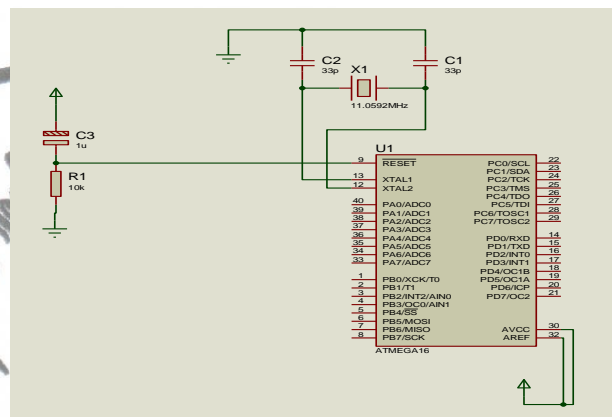 C2
33p
C1
33p
X1
11.0592MHz
C3
1u
R1
10k
U1
9 RESET
13 XTAL1
12 XTAL2
40 PA0/ADC0
39 PA1/ADC1
38 PA2/ADC2
37 PA3/ADC3
36 PA4/ADC4
35 PA5/ADC5
34 PA6/ADC6
33 PA7/ADC7
1 PB0/XCK/T0
2 PB1/T1
3 PB2/INT2/AIN0
4 PB3/OC0/AIN1
5 PB4/SS
6 PB5/MOSI
7 PB6/MISO
8 PB7/SCK
PC0/SCL 22
PC1/SDA 23
PC2/TCK 24
PC3/TMS 25
PC4/TDO 26
PC5/TDI 27
PC6/TOSC1 28
PC7/TOSC2 29
PD0/RXD 14
PD1/TXD 15
PD2/INT0 16
PD3/INT1 17
PD4/OC1B 18
PD5/OC1A 19
PD6/ICP 20
PD7/OC2 21
AVCC 30
AREF 32
ATMEGA16